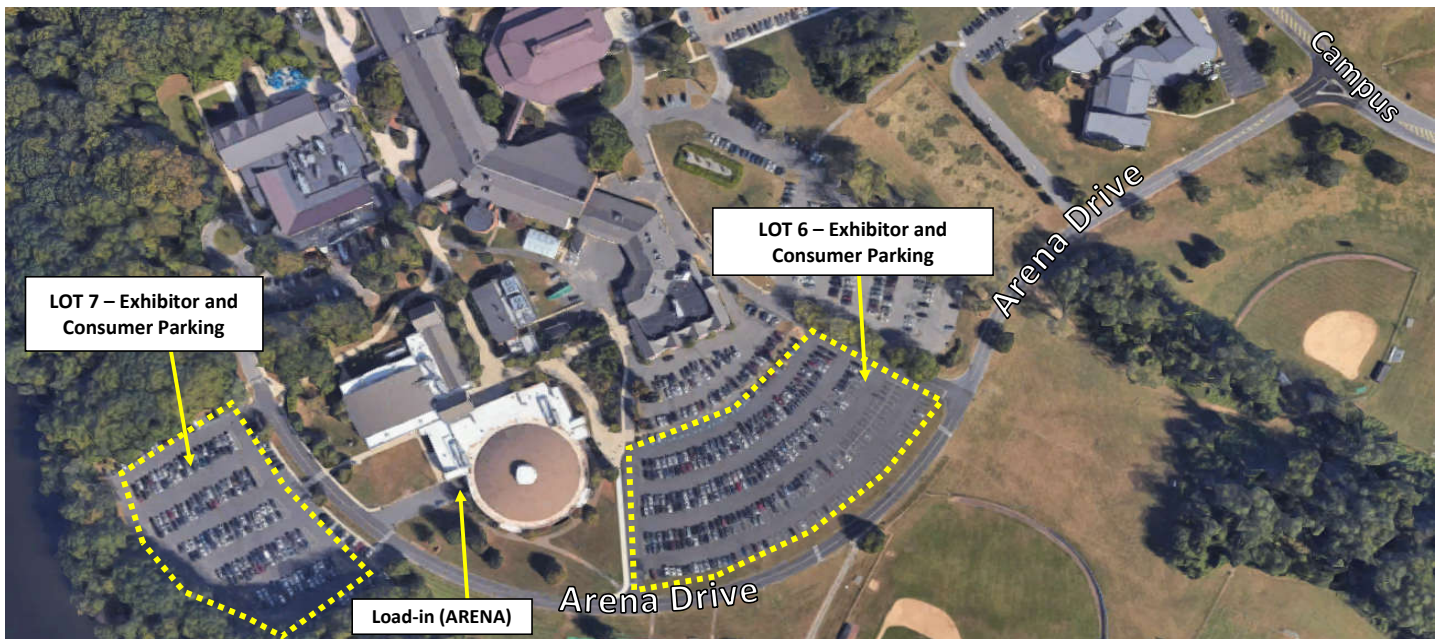 Campus
Arena Drive
LOT 6 – Exhibitor and
Consumer Parking
LOT 7 – Exhibitor and
Consumer Parking
Load-in (ARENA)
Arena Drive